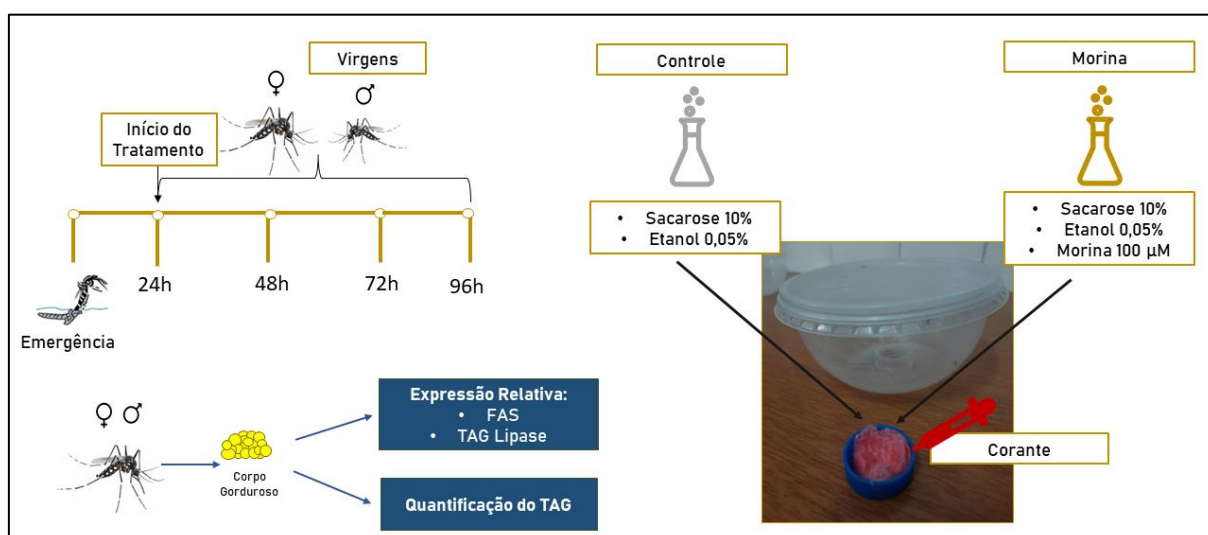 Virgens
♀
♂
Início do
Tratamento
24h
48h
72h
96h
Emergência
♀ ♂
Corpo
Gorduroso
Expressão Relativa:
• FAS
• TAG Lipase
Quantificação do TAG
Controle
• Sacarose 10%
• Etanol 0,05%
Morina
• Sacarose 10%
• Etanol 0,05%
• Morina 100 µM
Corante